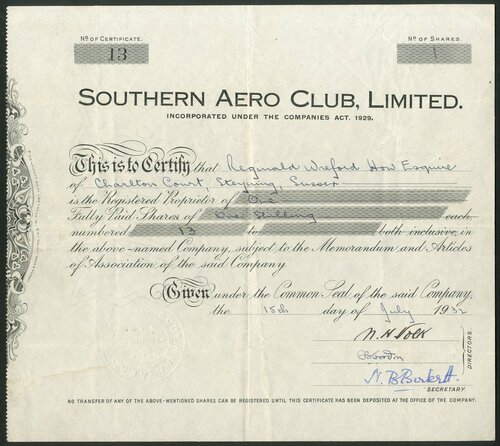 No OF CERTIFICATE.
13
No OF SHARES.
1
SOUTHERN AERO CLUB, LIMITED.
INCORPORATED UNDER THE COMPANIES ACT. 1929.
This is to Certify that Reginald Wreford How Esquire
of Charlton Court, Steyning, Sussex
is the Registered Proprietor of One
Fully Paid Shares of One Shilling each
numbered 13 to both inclusive in
the above-named Company, subject to the Memorandum and Articles
of Association of the said Company
Given under the Common Seal of the said Company,
the 15th day of July 1932
N. H. Volk
DIRECTORS.
SECRETARY.
NO TRANSFER OF ANY OF THE ABOVE-MENTIONED SHARES CAN BE REGISTERED UNTIL THIS CERTIFICATE HAS BEEN DEPOSITED AT THE OFFICE OF THE COMPANY.